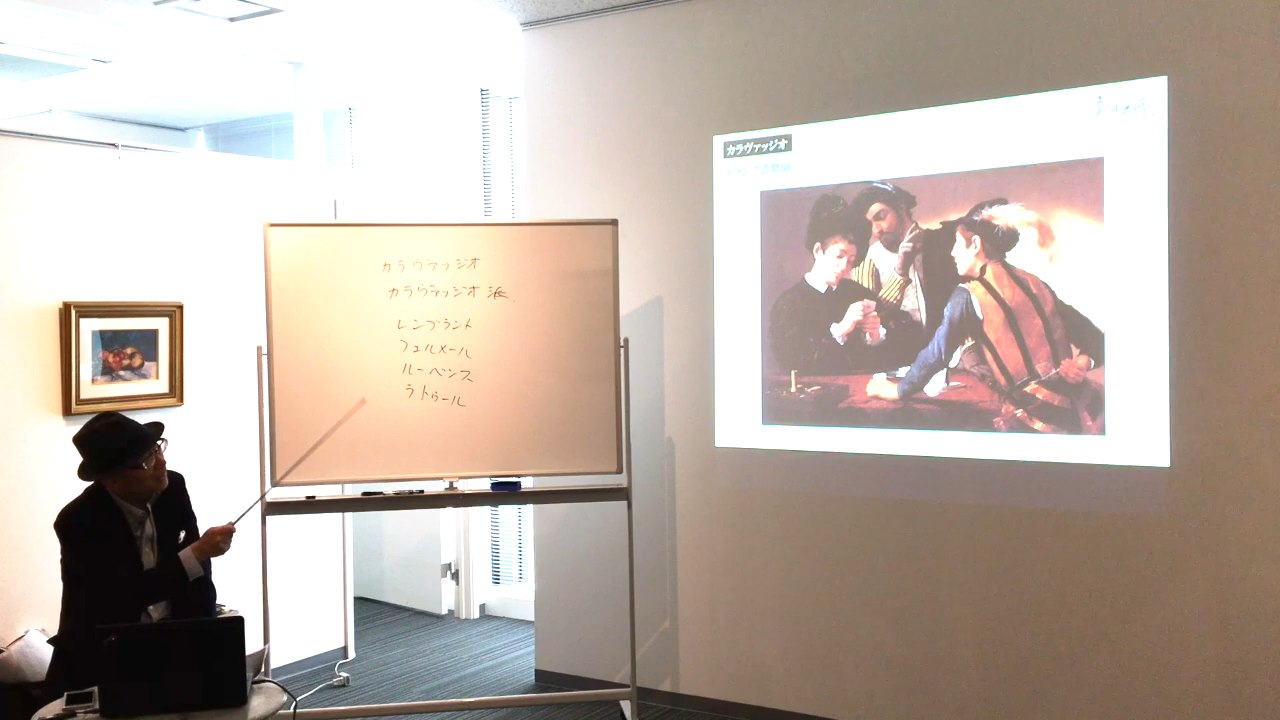 カラヴァッジオ
カラヴァッジオ派.
レンブラント
フェルメール
ルーベンス
ラトゥール
カラヴァッジオ